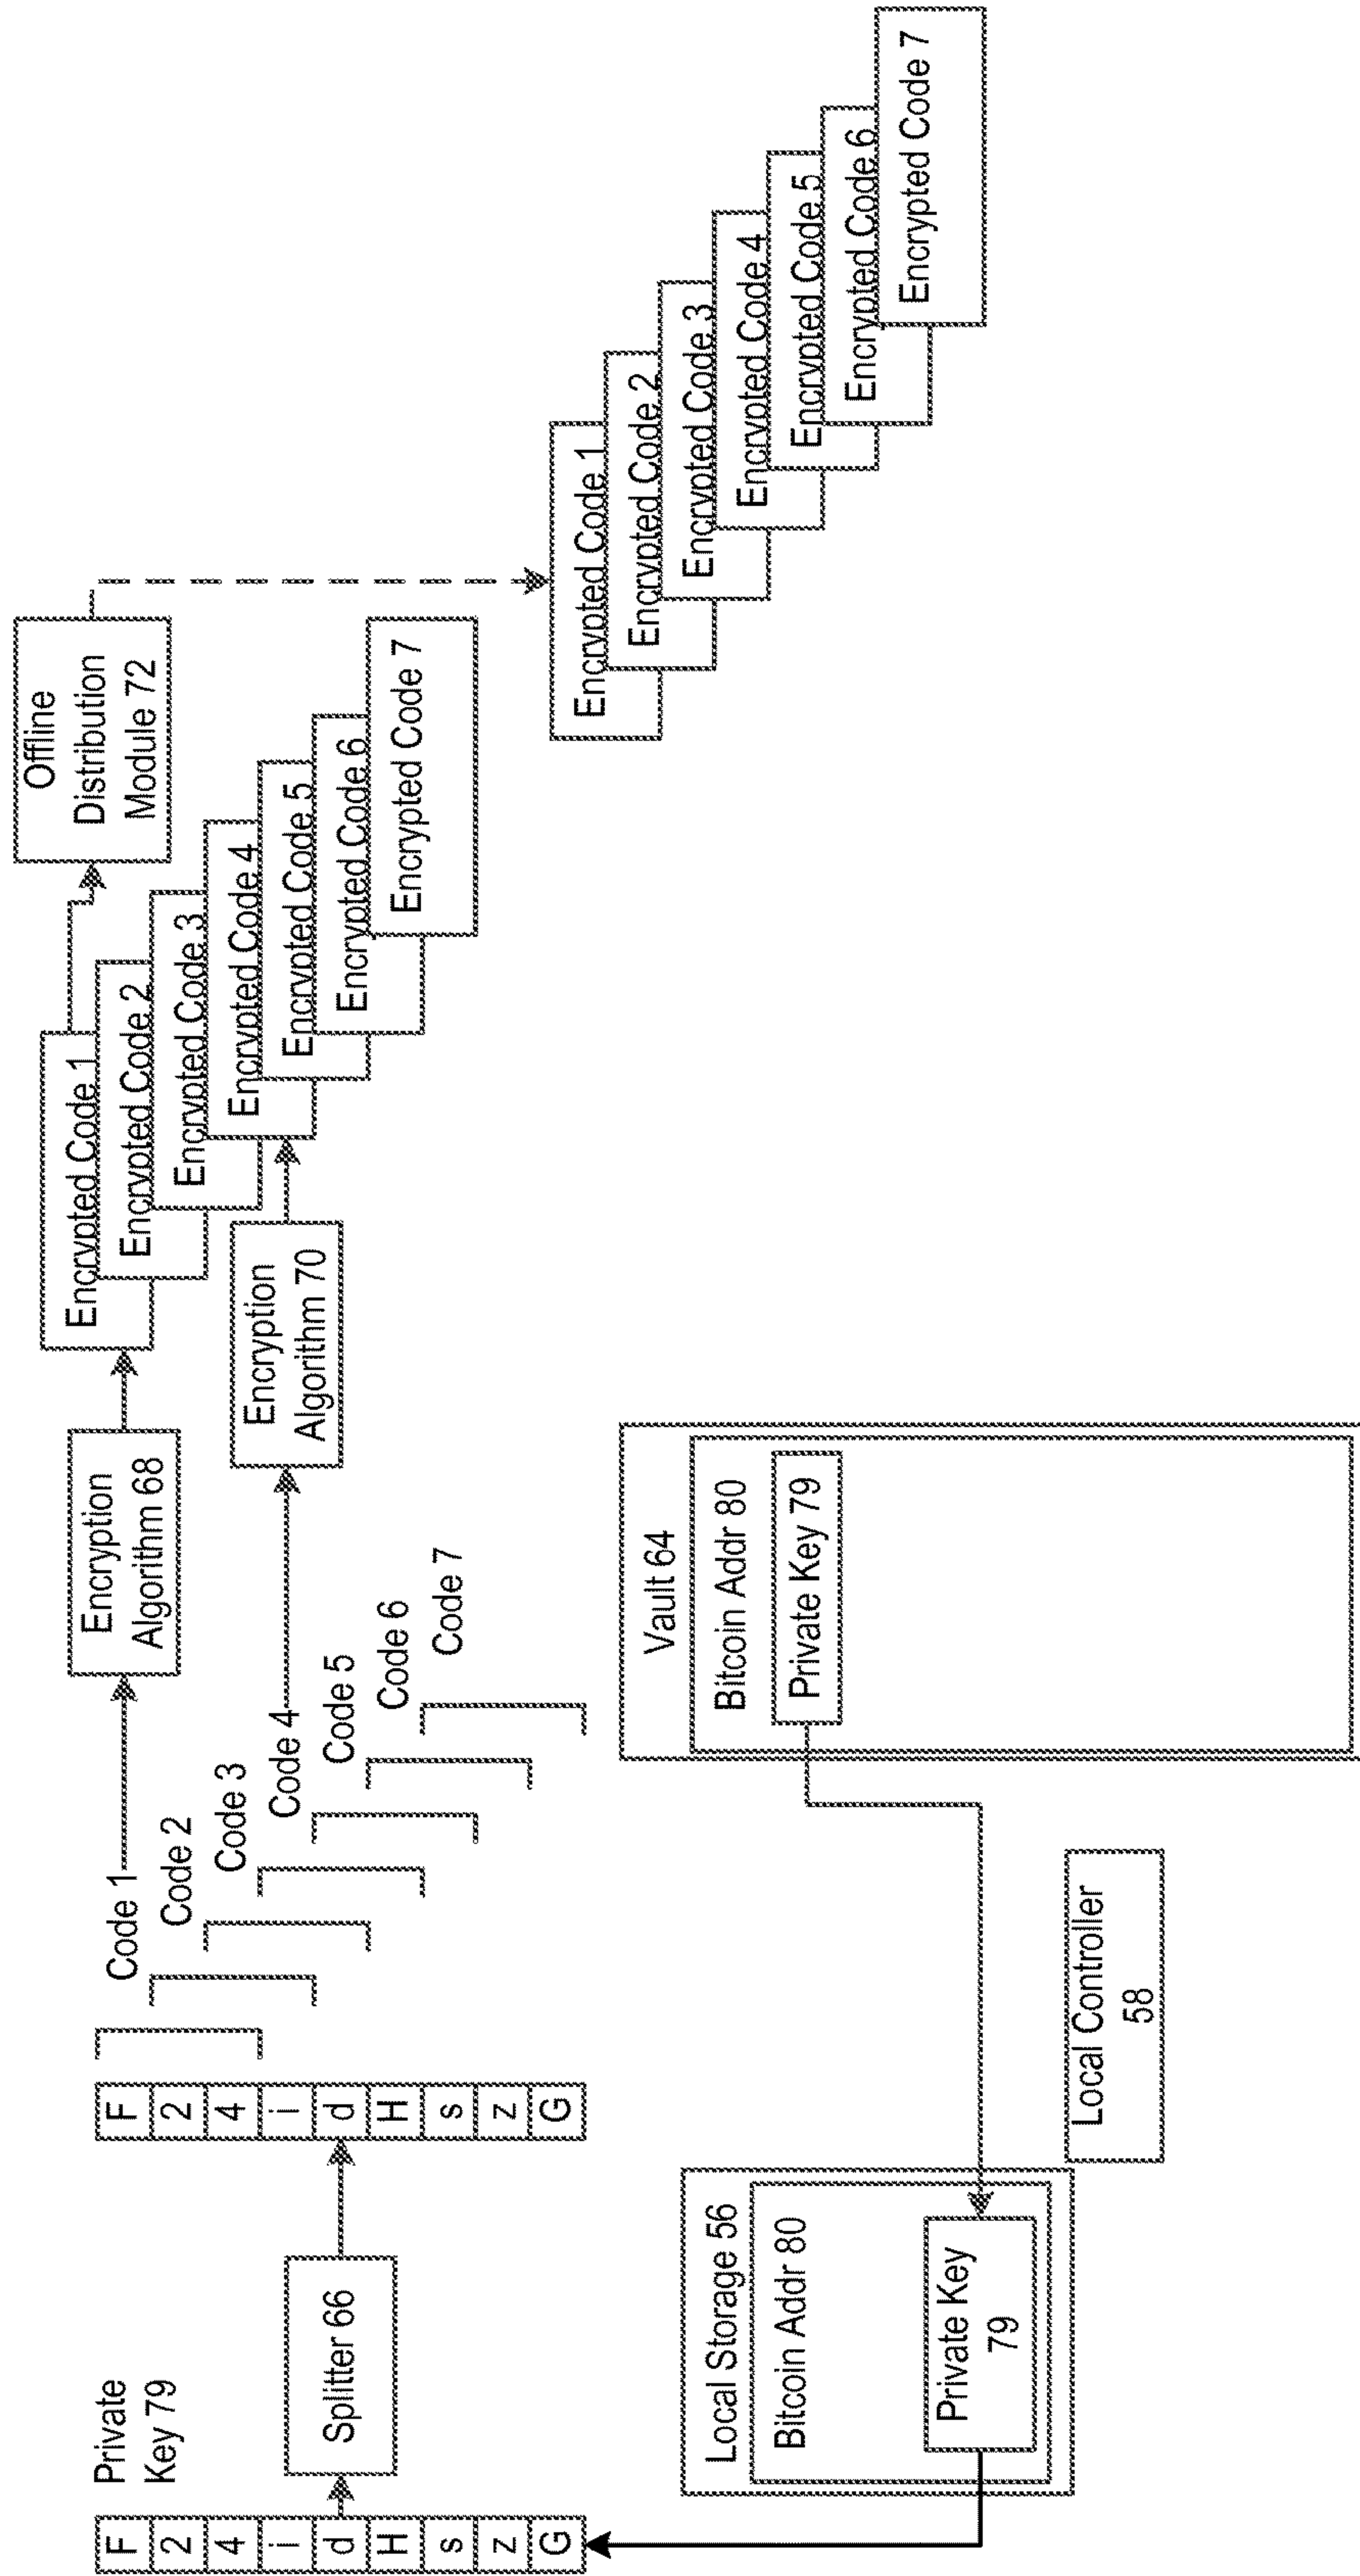 Private
Key 79
F
2
4
i
d
H
s
z
G
Splitter 66
F
2
4
i
d
H
s
z
G
Code 1
Code 2
Code 3
Code 4
Code 5
Code 6
Code 7
Encryption
Algorithm 68
Encryption
Algorithm 70
Encrypted Code 1
Encrypted Code 2
Encrypted Code 3
Encrypted Code 4
Encrypted Code 5
Encrypted Code 6
Encrypted Code 7
Offline
Distribution
Module 72
Encrypted Code 1
Encrypted Code 2
Encrypted Code 3
Encrypted Code 4
Encrypted Code 5
Encrypted Code 6
Encrypted Code 7
Local Storage 56
Bitcoin Addr 80
Private Key
79
Local Controller
58
Vault 64
Bitcoin Addr 80
Private Key 79